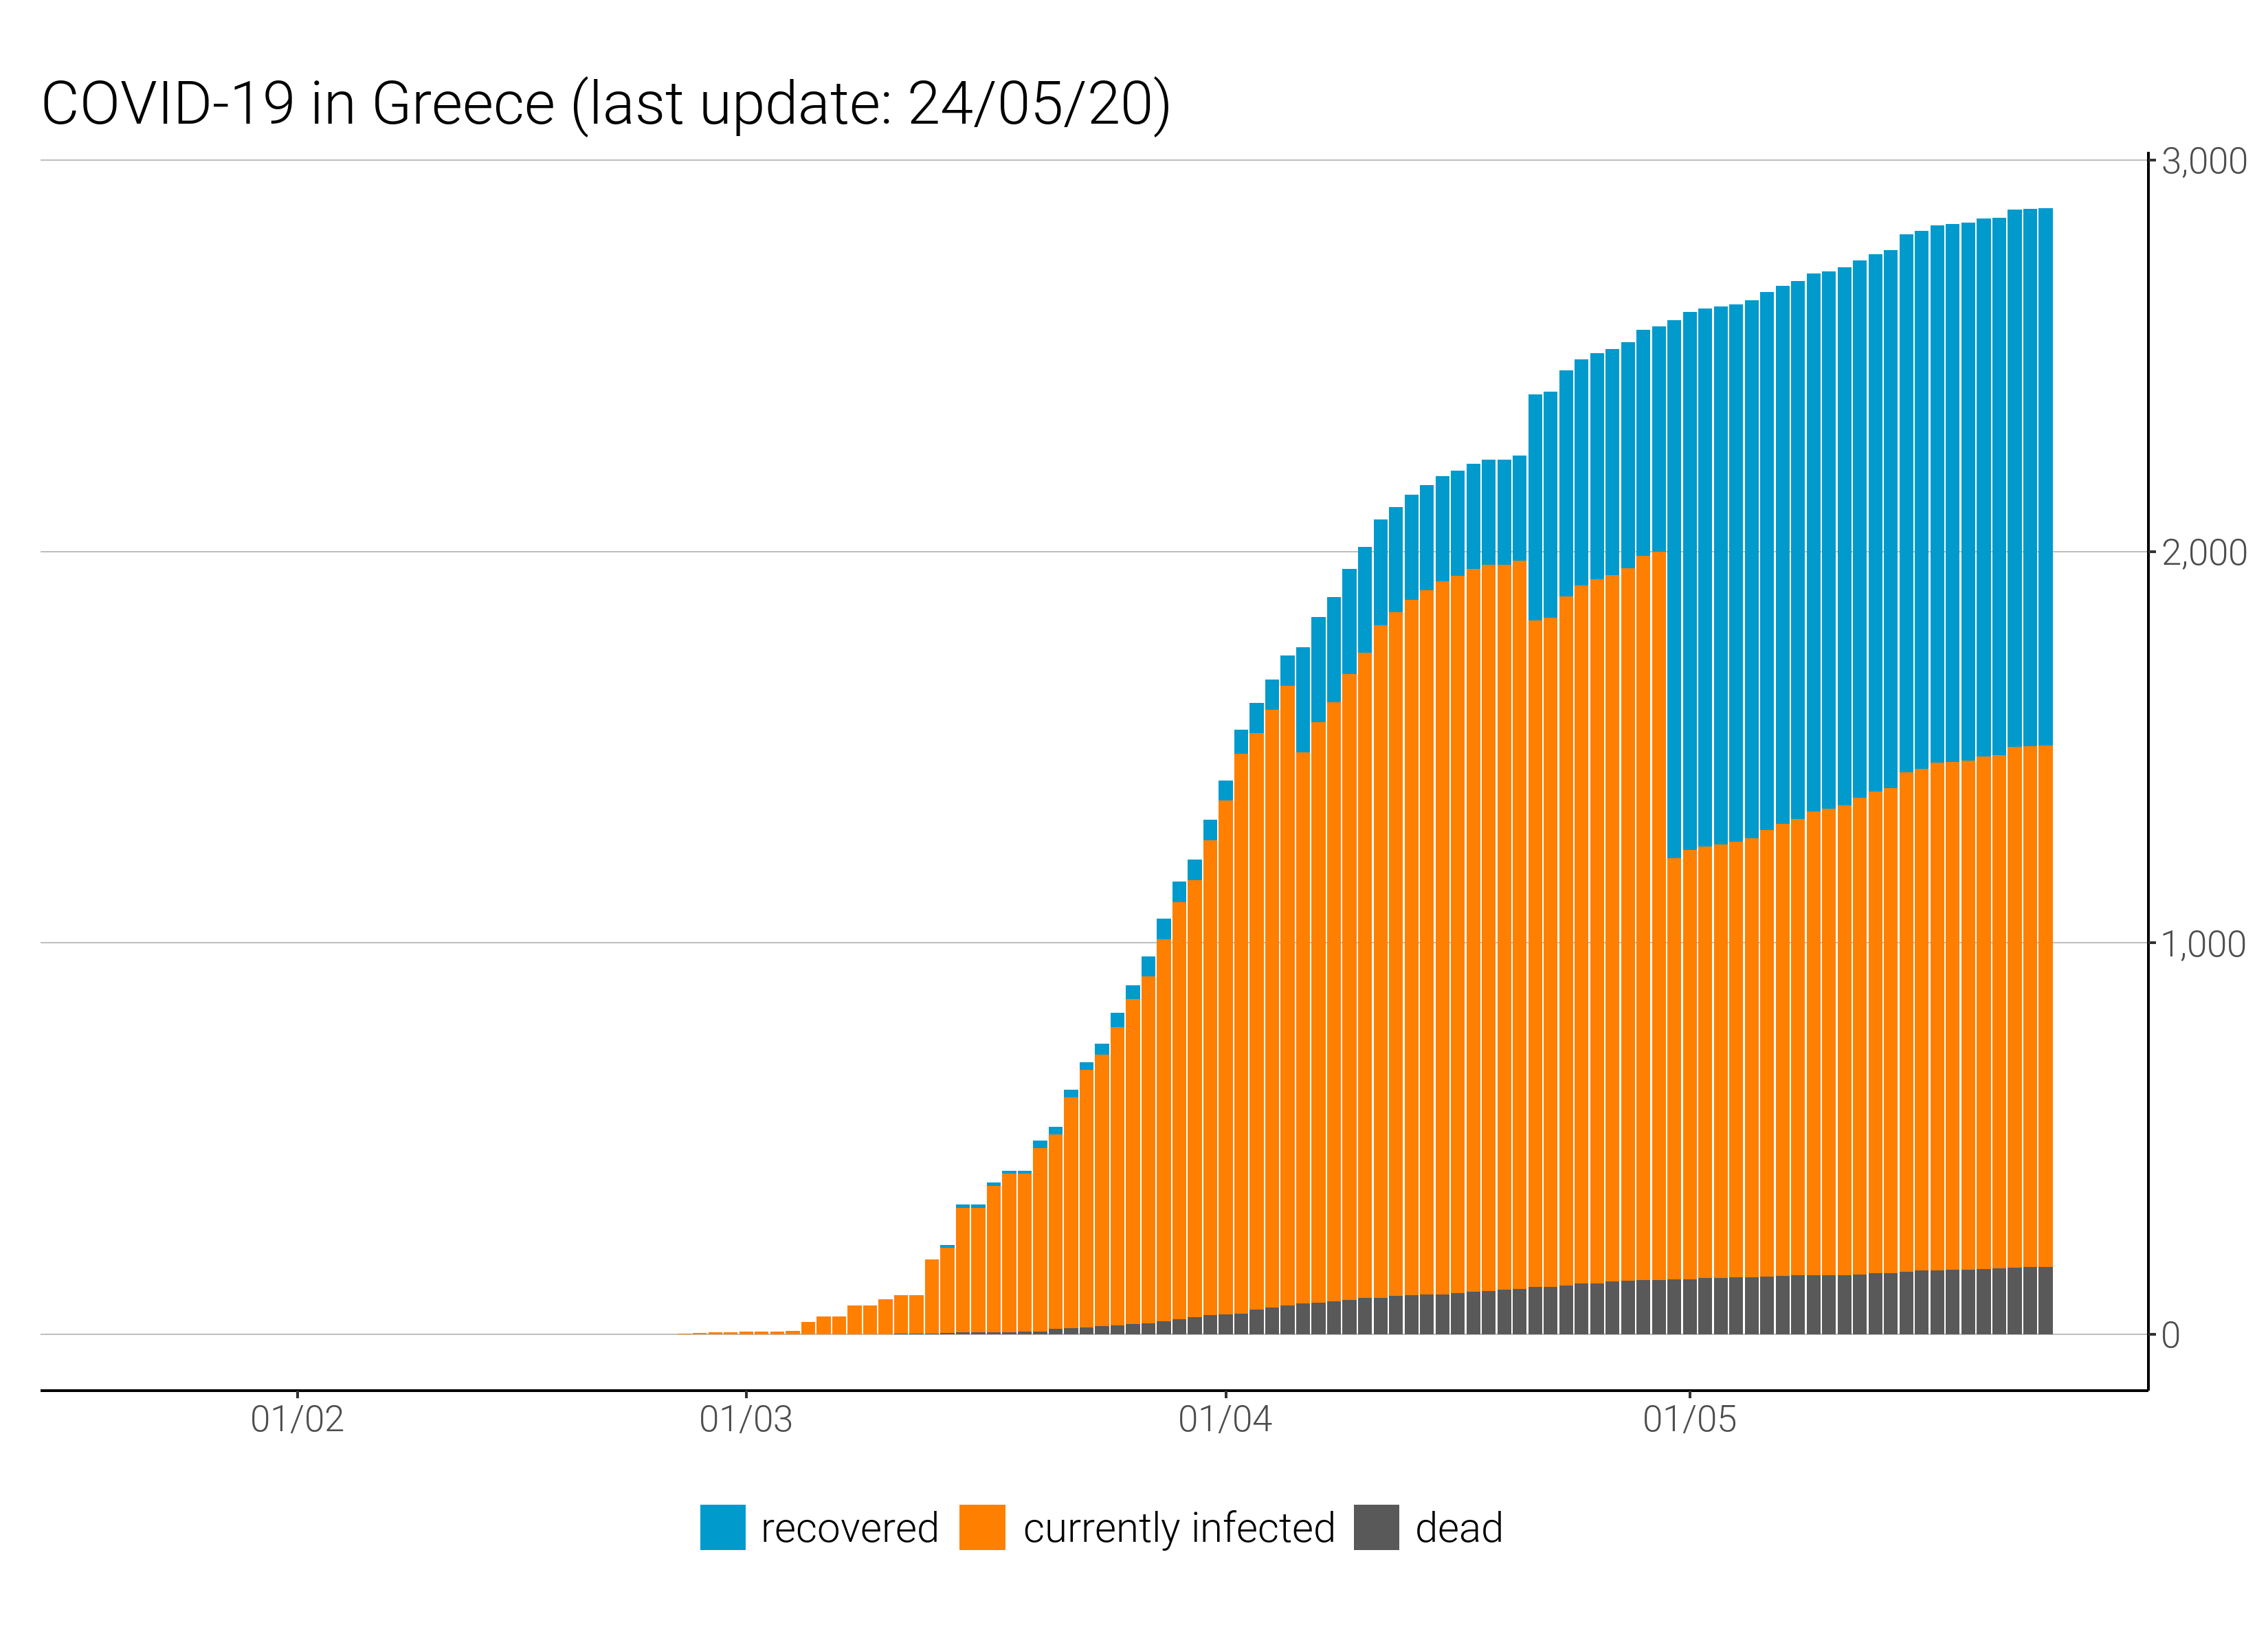 COVID-19 in Greece (last update: 24/05/20)
3,000
2,000
1,000
0
01/02 01/03 01/04 01/05
recovered currently infected dead